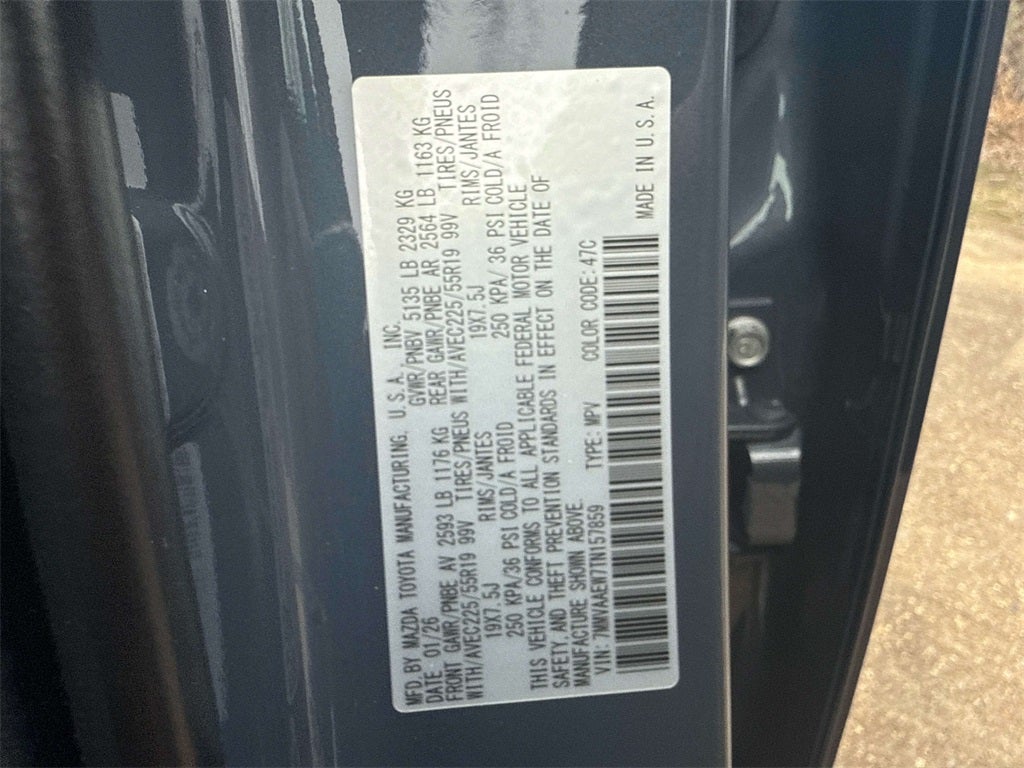 MFD.BY MAZDA TOYOTA MANUFACTURING, U.S.A., INC.
DATE 01/26 GVWR/PNBV 5135 LB 2329 KG
FRONT GAWR/PNBE AV 2593 LB 1176 KG REAR GAWR/PNBE AR 2564 LB 1163 KG
WITH/AVEC225/55R19 99V TIRES/PNEUS WITH/AVEC225/55R19 99V TIRES/PNEUS
19X7.5J RIMS/JANTES 19X7.5J RIMS/JANTES
250 KPA/36 PSI COLD/A FROID 250 KPA/ 36 PSI COLD/A FROID
THIS VEHICLE CONFORMS TO ALL APPLICABLE FEDERAL MOTOR VEHICLE
SAFETY, AND THEFT PREVENTION STANDARDS IN EFFECT ON THE DATE OF
MANUFACTURE SHOWN ABOVE.
VIN: 7MMVAAEW7TN157859 TYPE: MPV COLOR CODE: 47C
MADE IN U.S.A.